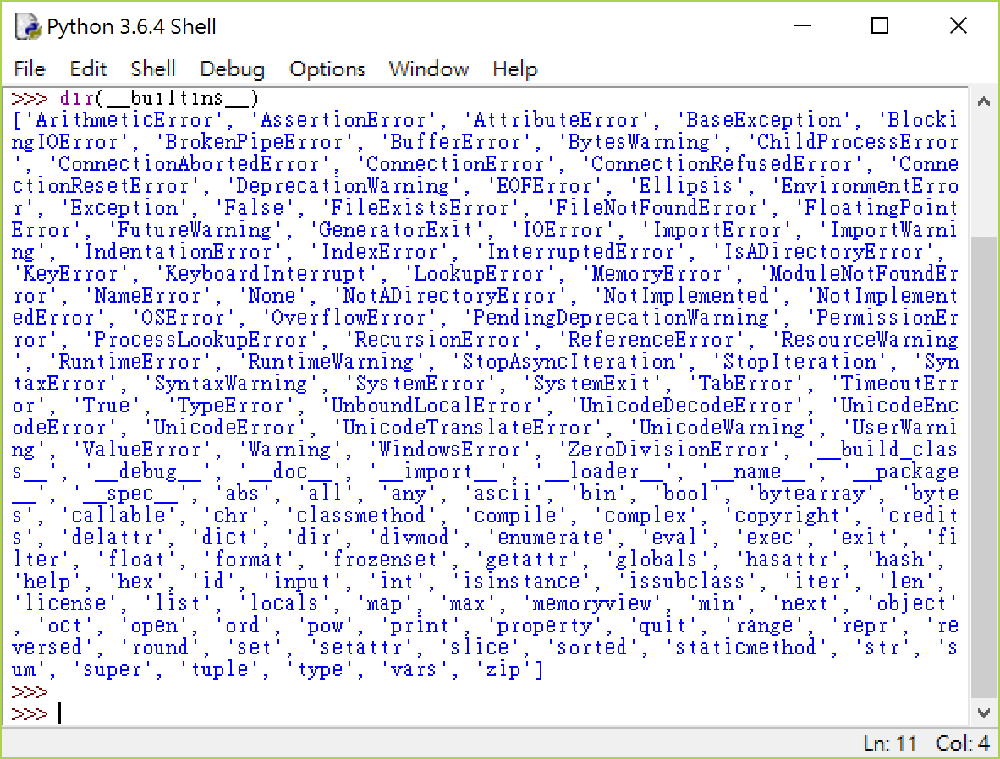 Python 3.6.4 Shell
File Edit Shell Debug Options Window Help
>>> dir(__builtins__)
['ArithmeticError', 'AssertionError', 'AttributeError', 'BaseException', 'Blocki
ngIOError', 'BrokenPipeError', 'BufferError', 'BytesWarning', 'ChildProcessError
', 'ConnectionAbortedError', 'ConnectionError', 'ConnectionRefusedError', 'Conne
ctionResetError', 'DeprecationWarning', 'EOFError', 'Ellipsis', 'EnvironmentErro
r', 'Exception', 'False', 'FileExistsError', 'FileNotFoundError', 'FloatingPoint
Error', 'FutureWarning', 'GeneratorExit', 'IOError', 'ImportError', 'ImportWarni
ng', 'IndentationError', 'IndexError', 'InterruptedError', 'IsADirectoryError',
'KeyError', 'KeyboardInterrupt', 'LookupError', 'MemoryError', 'ModuleNotFoundEr
ror', 'NameError', 'None', 'NotADirectoryError', 'NotImplemented', 'NotImplement
edError', 'OSError', 'OverflowError', 'PendingDeprecationWarning', 'PermissionEr
ror', 'ProcessLookupError', 'RecursionError', 'ReferenceError', 'ResourceWarning
', 'RuntimeError', 'RuntimeWarning', 'StopAsyncIteration', 'StopIteration', 'Syn
taxError', 'SyntaxWarning', 'SystemError', 'SystemExit', 'TabError', 'TimeoutErr
or', 'True', 'TypeError', 'UnboundLocalError', 'UnicodeDecodeError', 'UnicodeEnc
odeError', 'UnicodeError', 'UnicodeTranslateError', 'UnicodeWarning', 'UserWarni
ng', 'ValueError', 'Warning', 'WindowsError', 'ZeroDivisionError', '__build_clas
s__', '__debug__', '__doc__', '__import__', '__loader__', '__name__', '__package
__', '__spec__', 'abs', 'all', 'any', 'ascii', 'bin', 'bool', 'bytearray', 'byte
s', 'callable', 'chr', 'classmethod', 'compile', 'complex', 'copyright', 'credit
s', 'delattr', 'dict', 'dir', 'divmod', 'enumerate', 'eval', 'exec', 'exit', 'fi
lter', 'float', 'format', 'frozenset', 'getattr', 'globals', 'hasattr', 'hash',
'help', 'hex', 'id', 'input', 'int', 'isinstance', 'issubclass', 'iter', 'len',
'license', 'list', 'locals', 'map', 'max', 'memoryview', 'min', 'next', 'object'
, 'oct', 'open', 'ord', 'pow', 'print', 'property', 'quit', 'range', 'repr', 're
versed', 'round', 'set', 'setattr', 'slice', 'sorted', 'staticmethod', 'str', 's
um', 'super', 'tuple', 'type', 'vars', 'zip']
>>>
>>>
Ln: 11 Col: 4